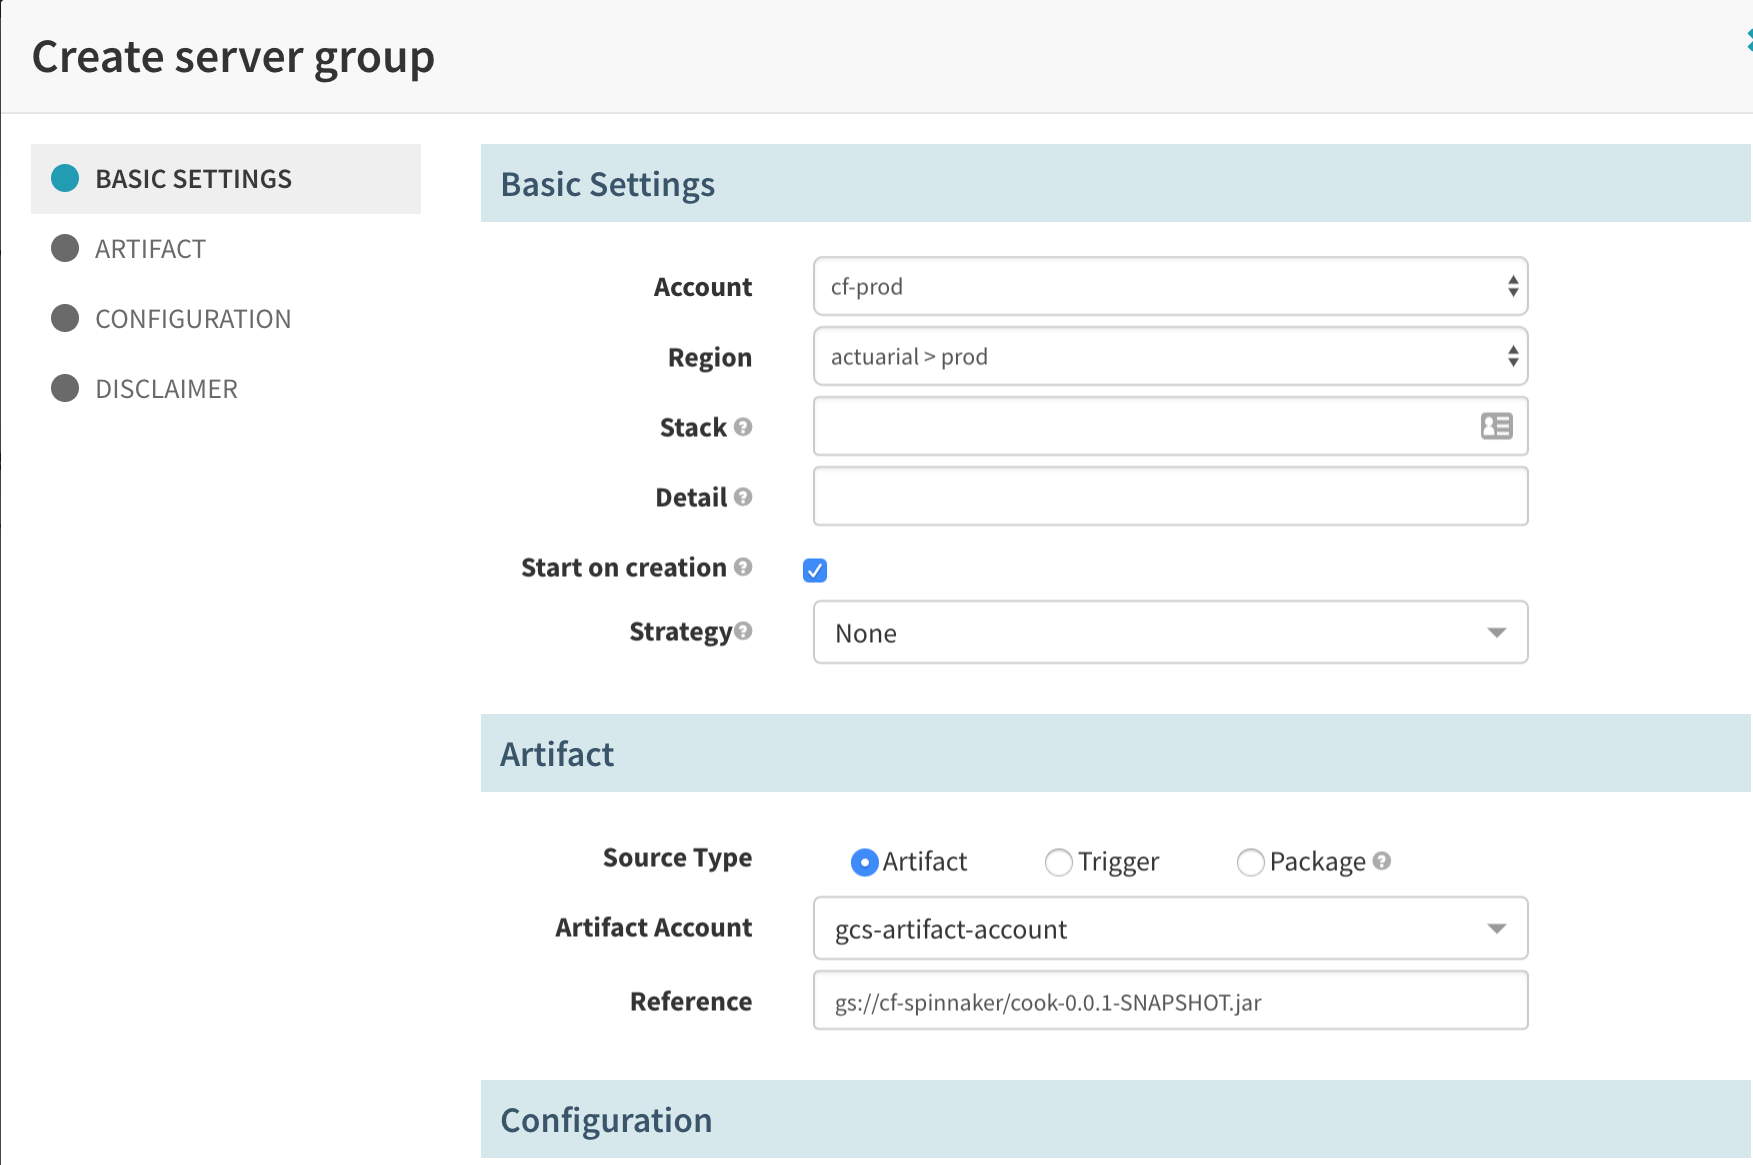 Create server group
BASIC SETTINGS
ARTIFACT
CONFIGURATION
DISCLAIMER
Basic Settings
Account cf-prod
Region actuarial > prod
Stack ?
Detail ?
Start on creation ?
Strategy ? None
Artifact
Source Type Artifact Trigger Package ?
Artifact Account gcs-artifact-account
Reference gs://cf-spinnaker/cook-0.0.1-SNAPSHOT.jar
Configuration